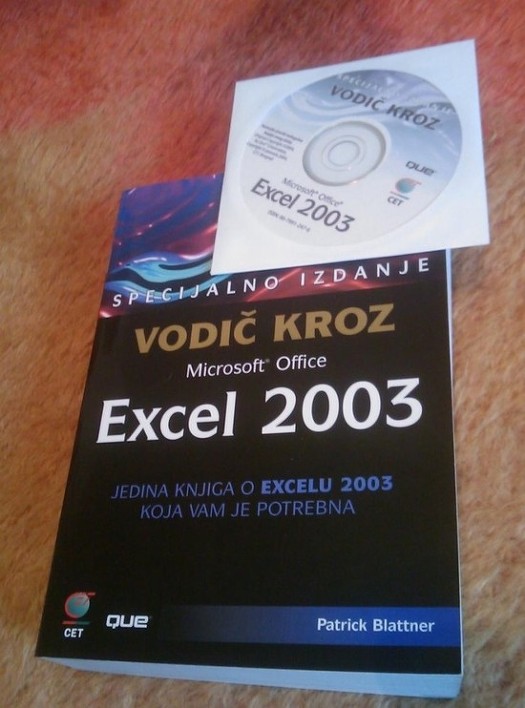 SPECIJALNO
VODIČ KROZ
QUE
CET
Microsoft® Office
Excel 2003
SPECIJALNO IZDANJE
VODIČ KROZ
Microsoft® Office
Excel 2003
JEDINA KNJIGA O EXCELU 2003
KOJA VAM JE POTREBNA
CET
QUE®
Patrick Blattner